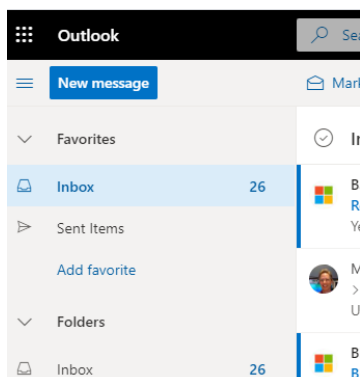 Outlook
New message
Favorites
Inbox 26
Sent Items
Add favorite
Folders
Inbox 26